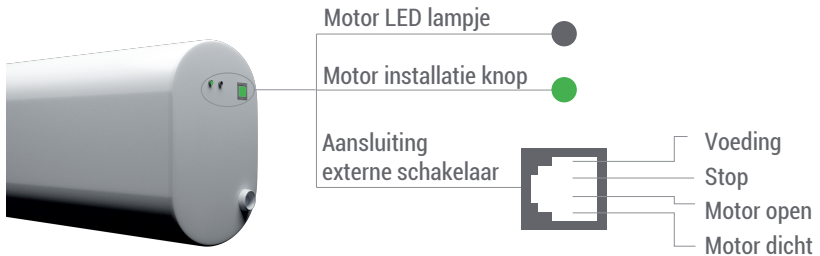 Motor LED lampje
Motor installatie knop
Aansluiting
externe schakelaar
Voeding
Stop
Motor open
Motor dicht